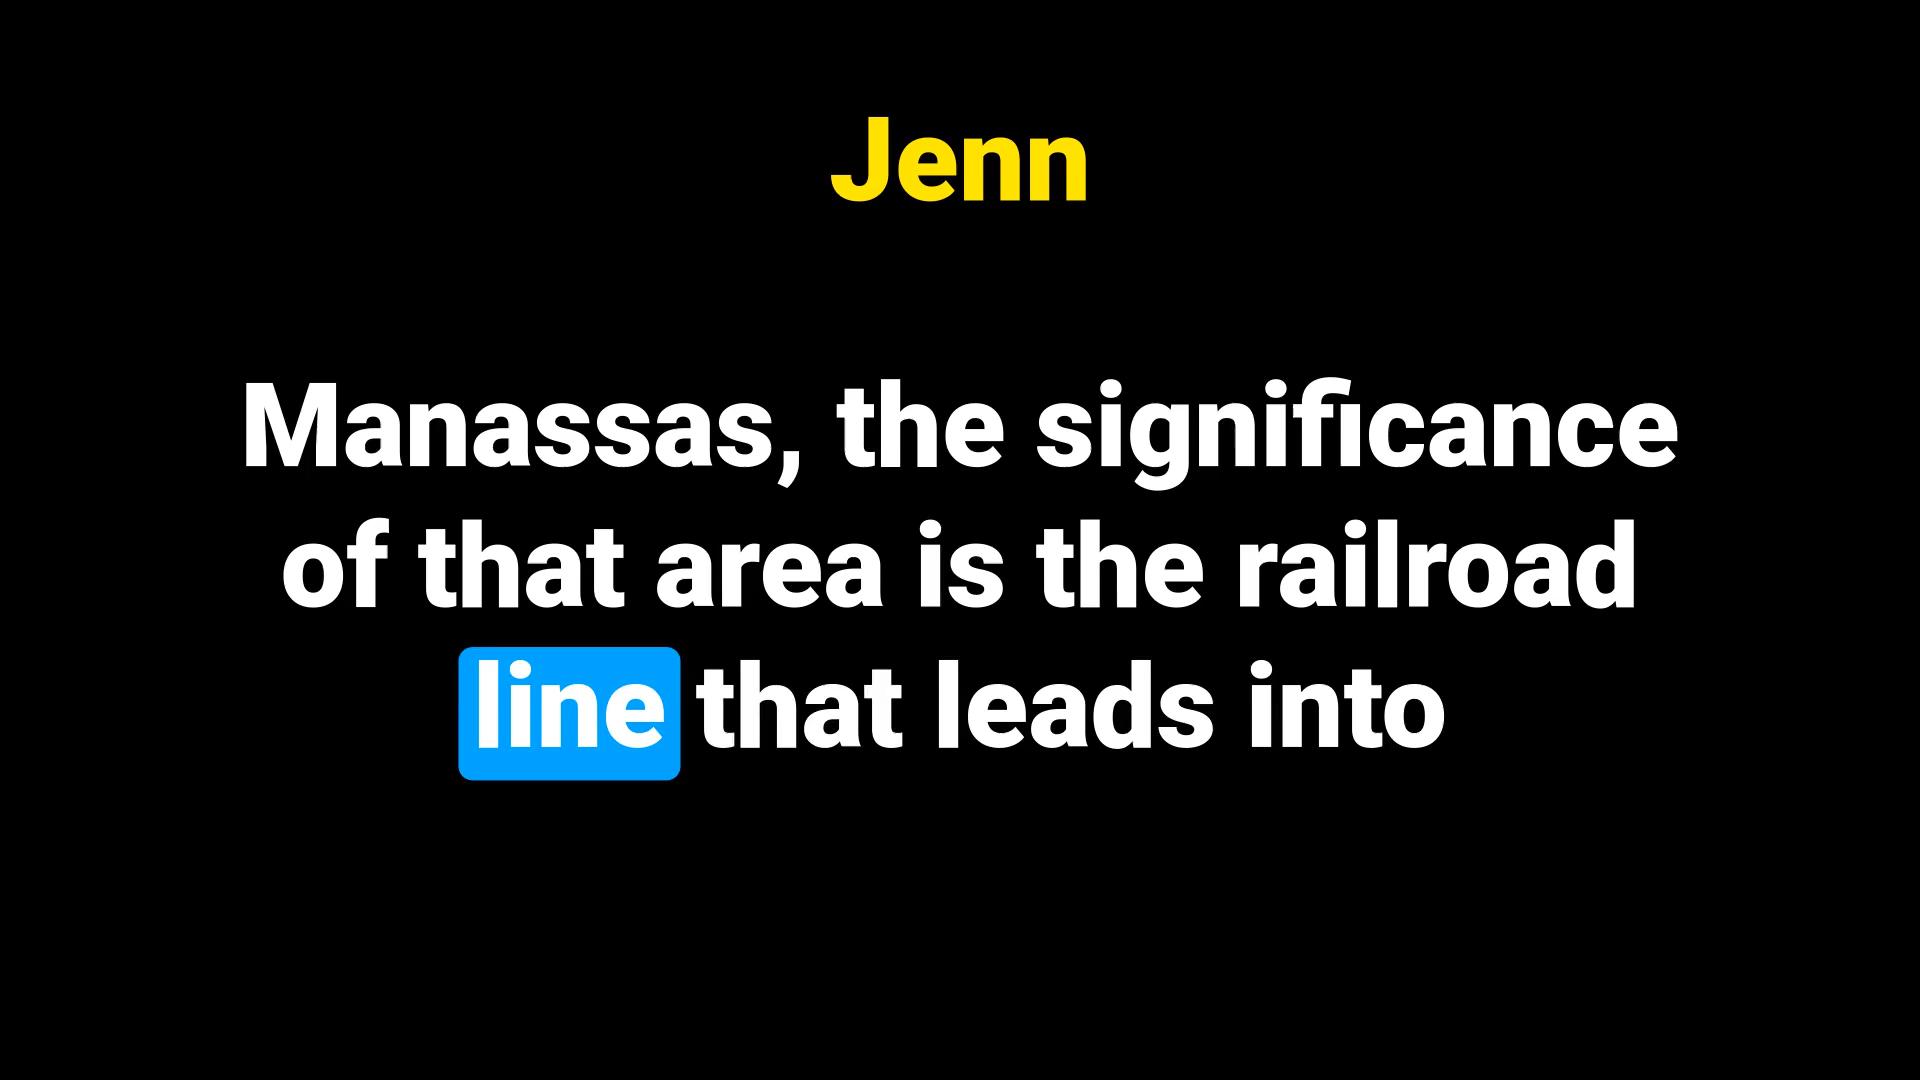 Jenn
Manassas, the significance
of that area is the railroad
line that leads into